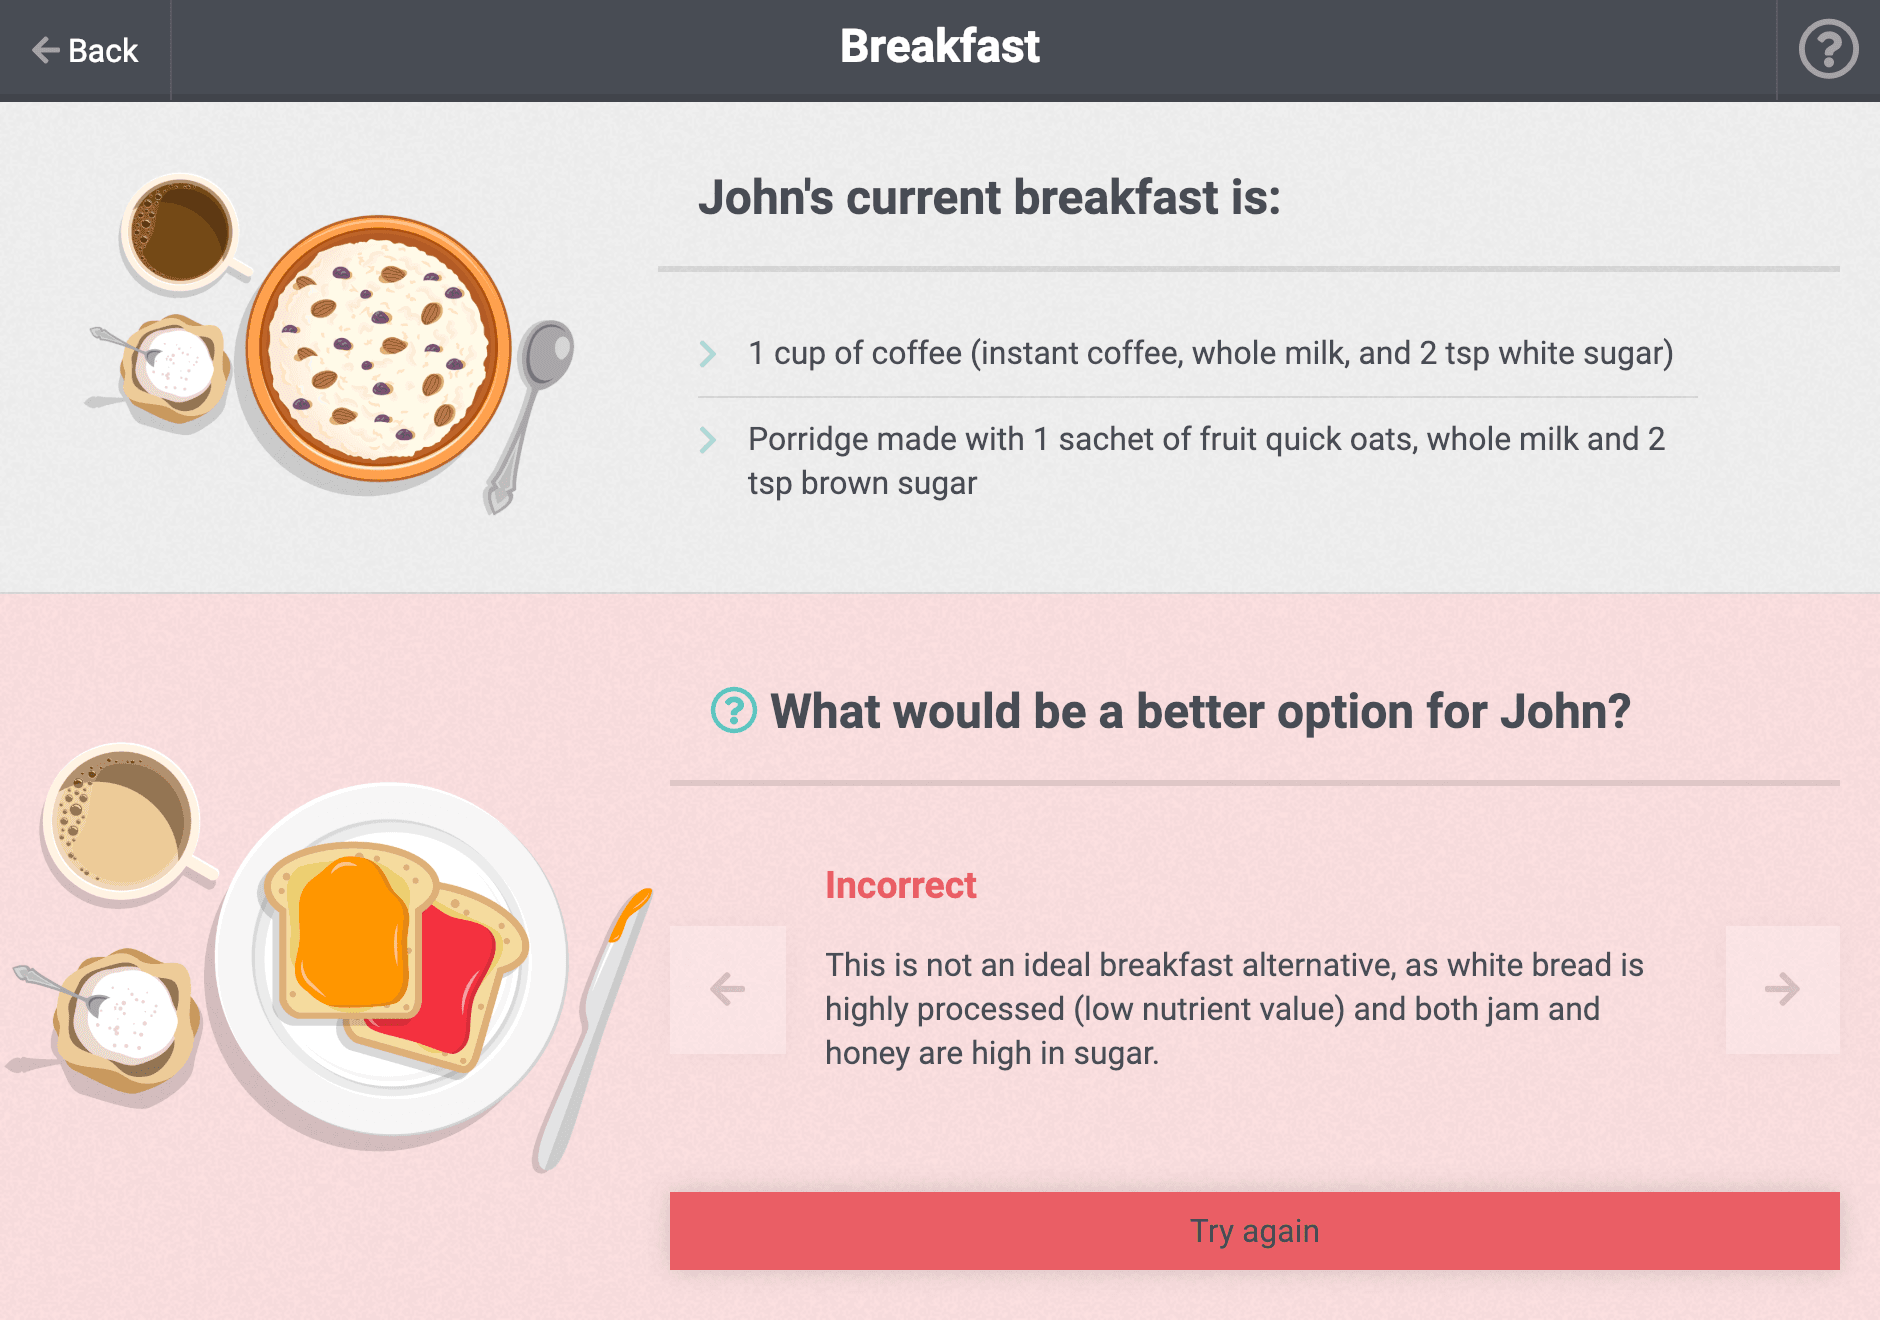 Back
Breakfast
John's current breakfast is:
1 cup of coffee (instant coffee, whole milk, and 2 tsp white sugar)
Porridge made with 1 sachet of fruit quick oats, whole milk and 2
tsp brown sugar
What would be a better option for John?
Incorrect
This is not an ideal breakfast alternative, as white bread is
highly processed (low nutrient value) and both jam and
honey are high in sugar.
Try again